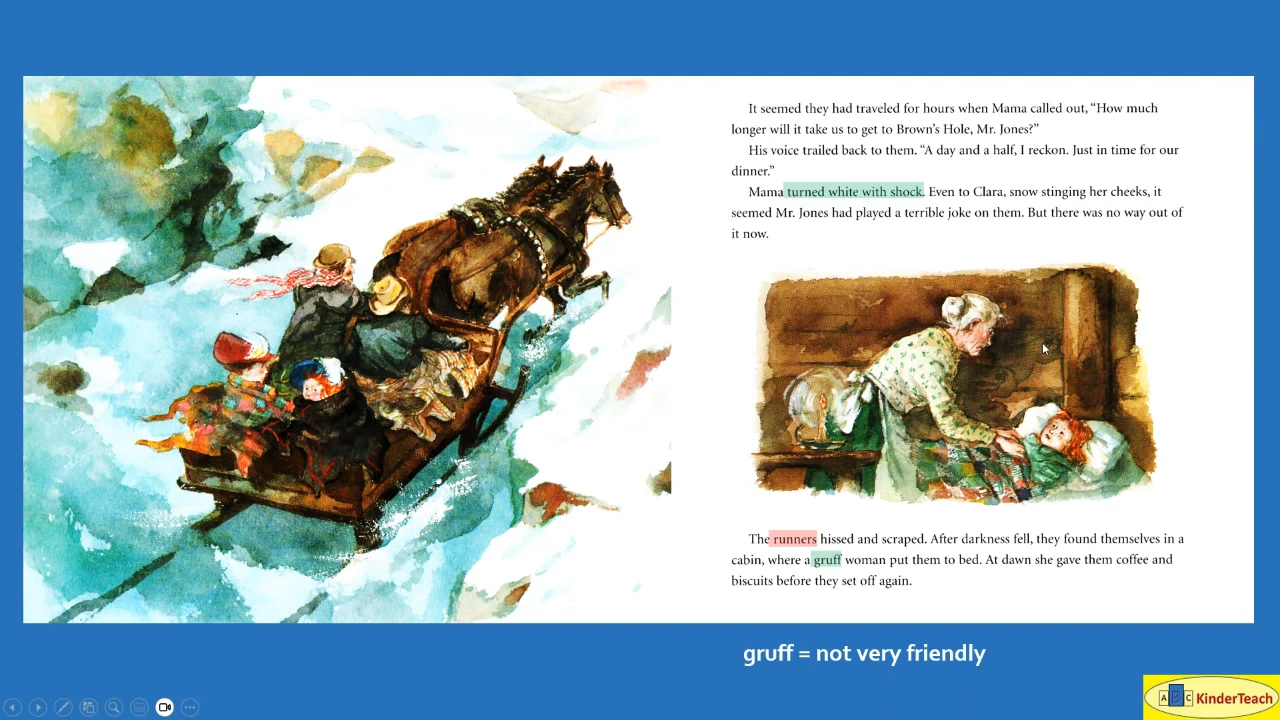 It seemed they had traveled for hours when Mama called out, “How much
longer will it take us to get to Brown’s Hole, Mr. Jones?”
His voice trailed back to them. “A day and a half, I reckon. Just in time for our
dinner.”
Mama turned white with shock. Even to Clara, snow stinging her cheeks, it
seemed Mr. Jones had played a terrible joke on them. But there was no way out of
it now.
The runners hissed and scraped. After darkness fell, they found themselves in a
cabin, where a gruff woman put them to bed. At dawn she gave them coffee and
biscuits before they set off again.
gruff = not very friendly
A B C KinderTeach